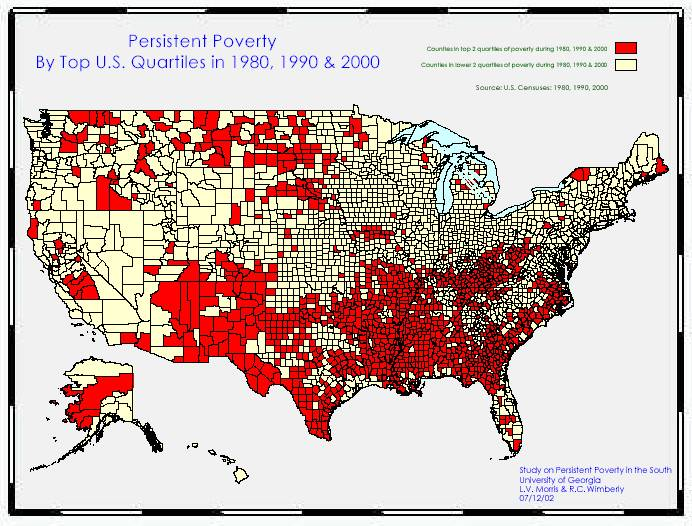 Persistent Poverty
By Top U.S. Quartiles in 1980, 1990 & 2000
Counties in top 2 quartiles of poverty during 1980, 1990 & 2000
Counties in lower 2 quartiles of poverty during 1980, 1990 & 2000
Source: U.S. Censuses: 1980, 1990, 2000
Study on Persistent Poverty in the South
University of Georgia
L.V. Morris & R.C. Wimberly
07/12/02